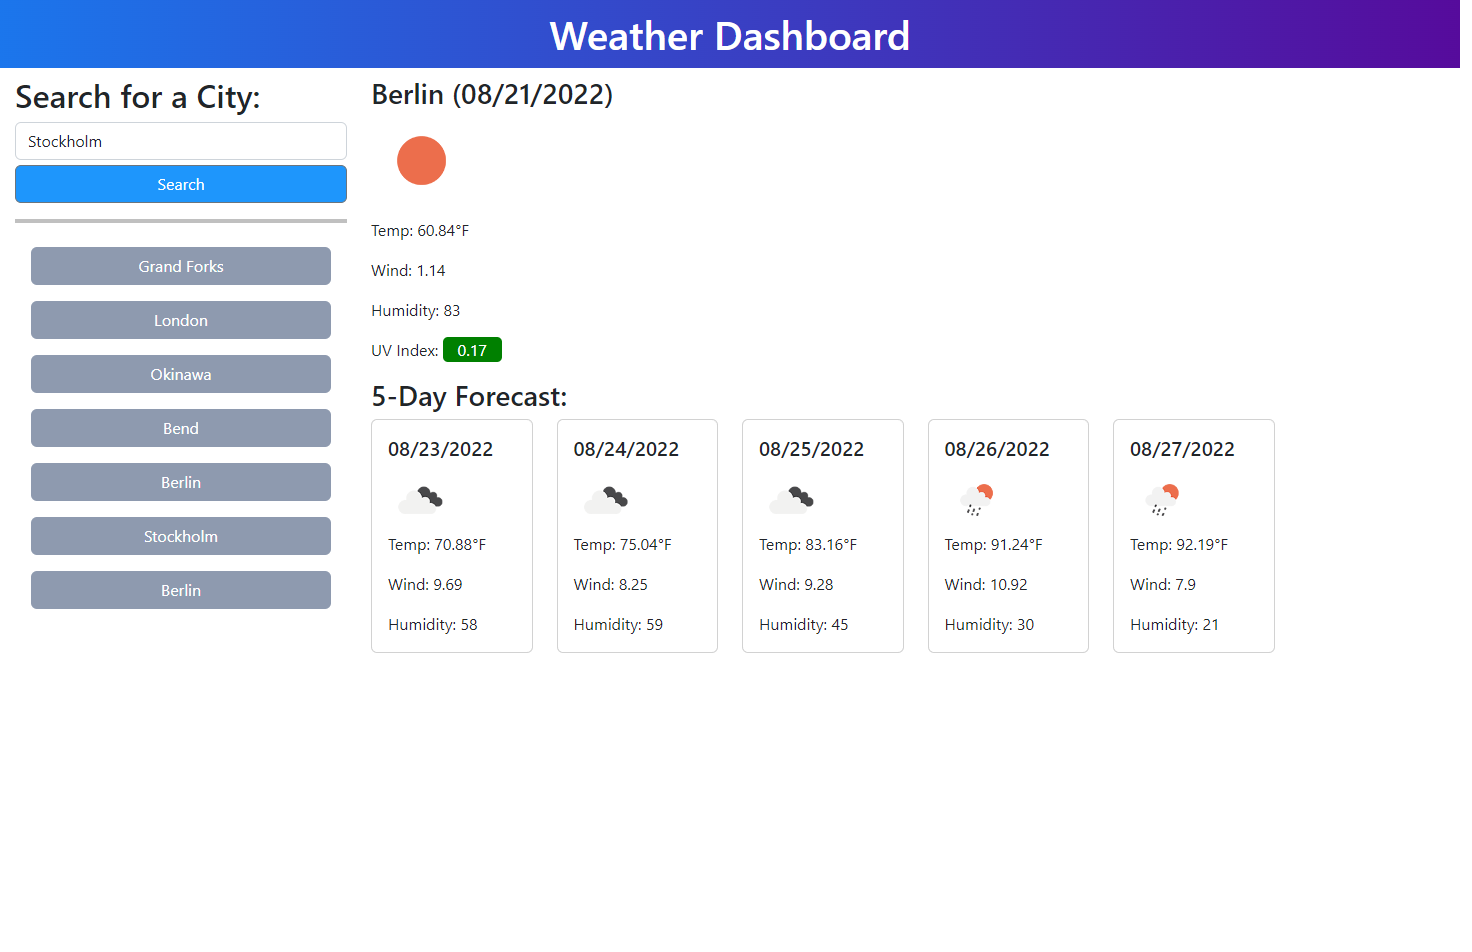 Weather Dashboard
Search for a City:
Stockholm
Search
Grand Forks
London
Okinawa
Bend
Berlin
Stockholm
Berlin
Berlin (08/21/2022)
Temp: 60.84°F
Wind: 1.14
Humidity: 83
UV Index: 0.17
5-Day Forecast:
08/23/2022
Temp: 70.88°F
Wind: 9.69
Humidity: 58
08/24/2022
Temp: 75.04°F
Wind: 8.25
Humidity: 59
08/25/2022
Temp: 83.16°F
Wind: 9.28
Humidity: 45
08/26/2022
Temp: 91.24°F
Wind: 10.92
Humidity: 30
08/27/2022
Temp: 92.19°F
Wind: 7.9
Humidity: 21